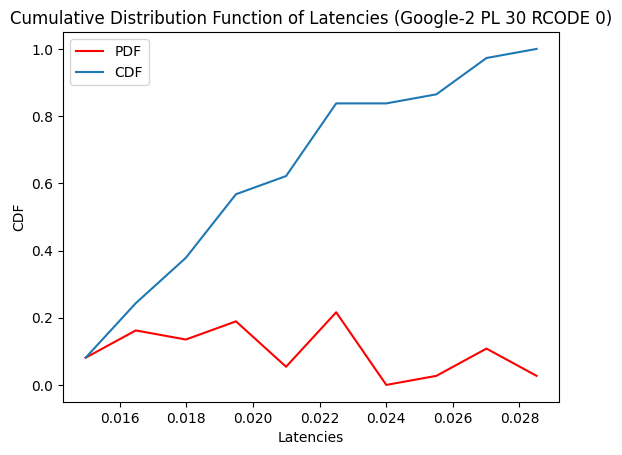 Cumulative Distribution Function of Latencies (Google-2 PL 30 RCODE 0)
PDF
CDF
1.0
0.8
0.6
0.4
0.2
0.0
CDF
0.016 0.018 0.020 0.022 0.024 0.026 0.028
Latencies